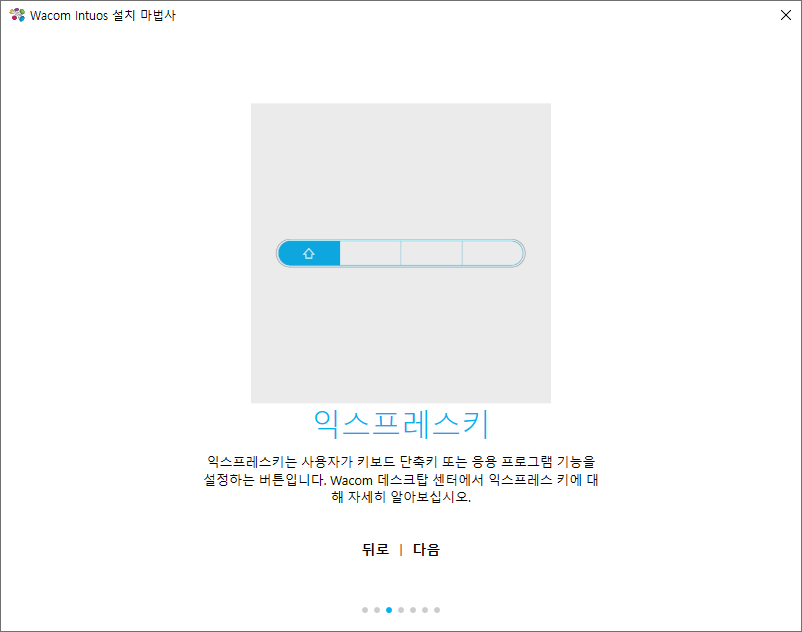 Wacom Intuos 설치 마법사
익스프레스키
익스프레스키는 사용자가 키보드 단축키 또는 응용 프로그램 기능을
설정하는 버튼입니다. Wacom 데스크탑 센터에서 익스프레스 키에 대
해 자세히 알아보십시오.
뒤로 | 다음